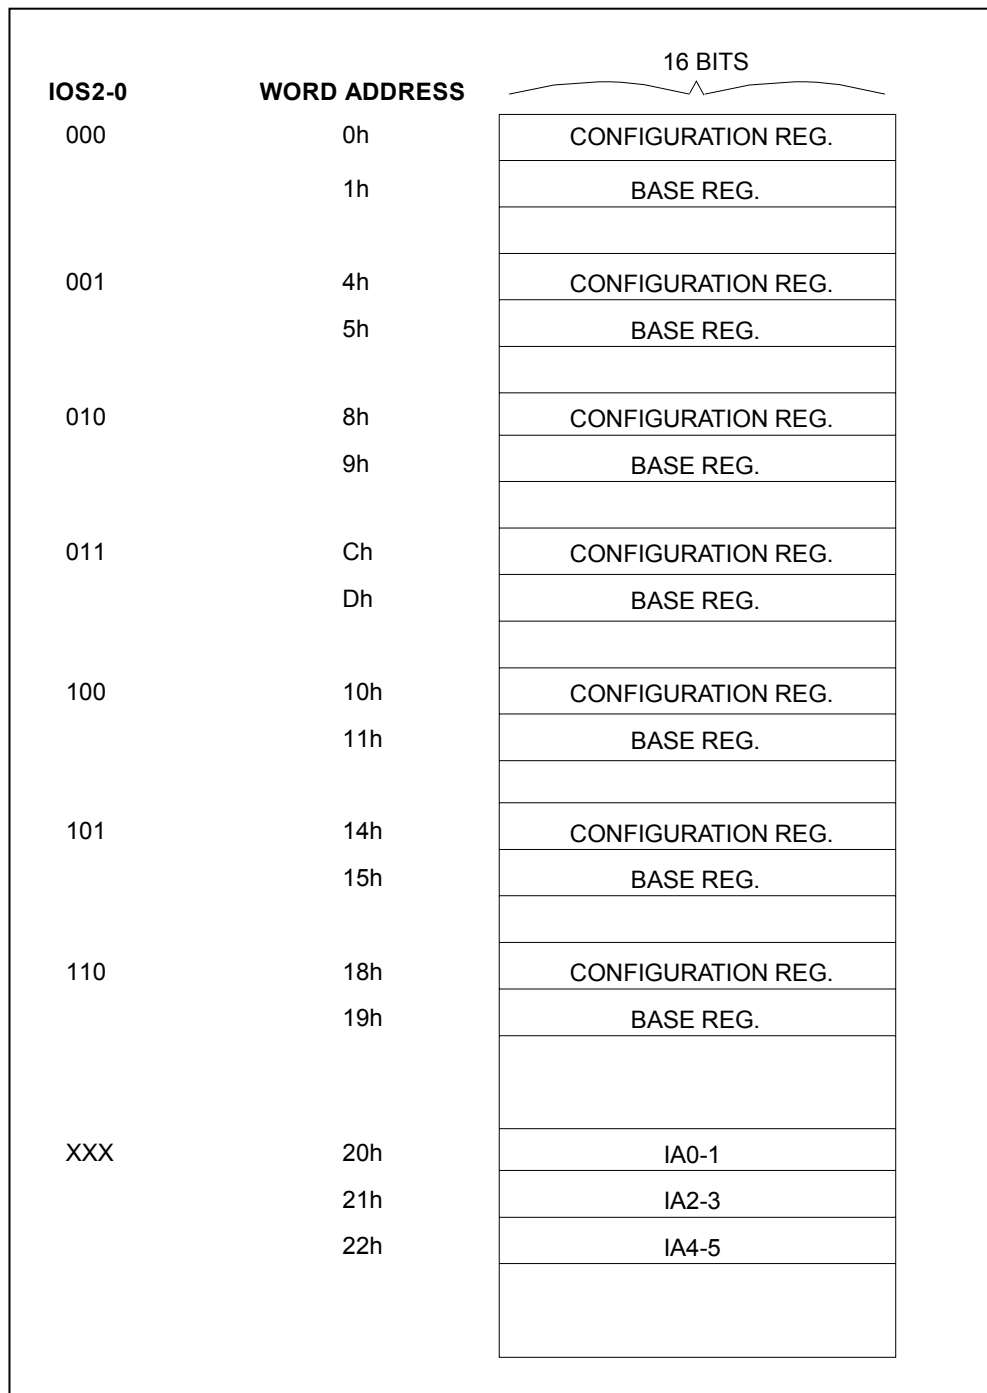 16 BITS
IOS2-0 WORD ADDRESS
000 0h CONFIGURATION REG.
1h BASE REG.
001 4h CONFIGURATION REG.
5h BASE REG.
010 8h CONFIGURATION REG.
9h BASE REG.
011 Ch CONFIGURATION REG.
Dh BASE REG.
100 10h CONFIGURATION REG.
11h BASE REG.
101 14h CONFIGURATION REG.
15h BASE REG.
110 18h CONFIGURATION REG.
19h BASE REG.
XXX 20h IA0-1
21h IA2-3
22h IA4-5